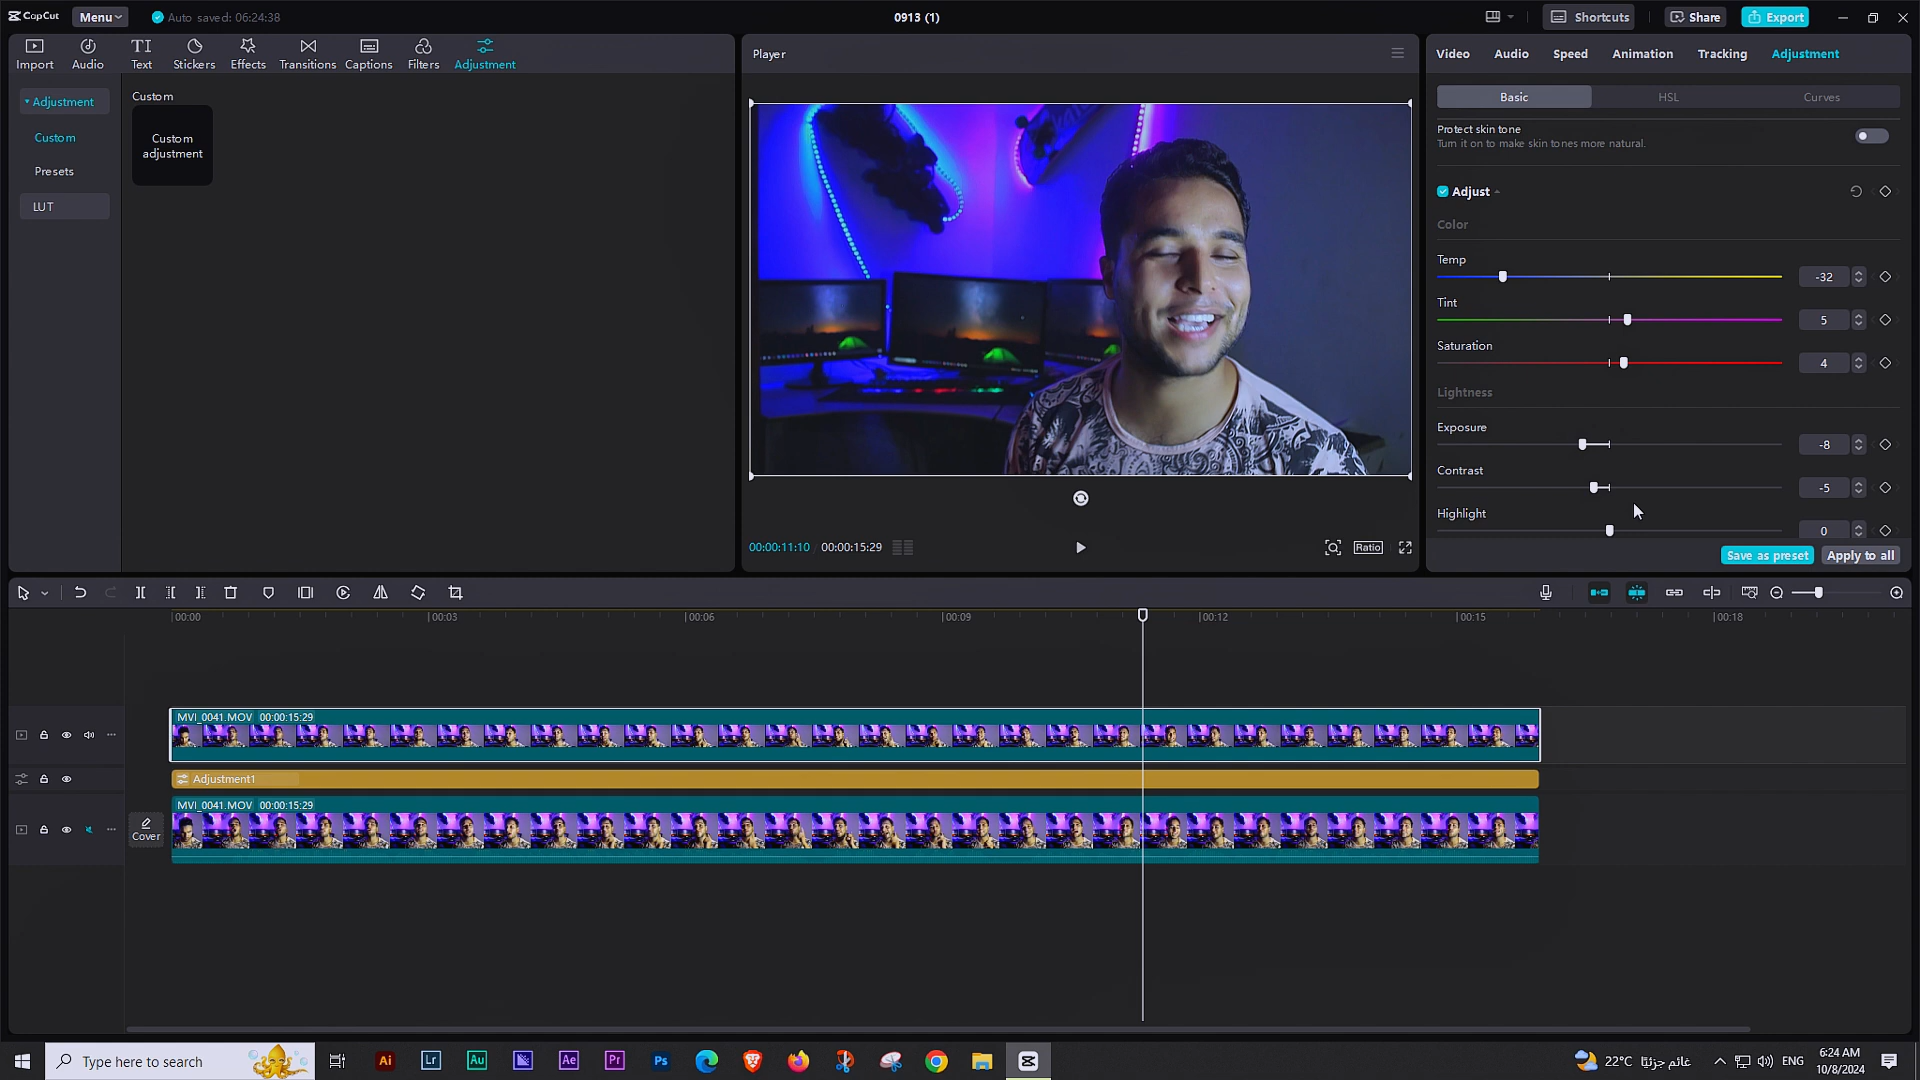 CapCut Menu Auto saved: 06:24:38 0913 (1) Shortcuts Share Export
Import Audio Text Stickers Effects Transitions Captions Filters Adjustment
Adjustment
Custom
Presets
LUT
Custom
Custom adjustment
Player
00:00:11:10 00:00:15:29
Ratio
Video Audio Speed Animation Tracking Adjustment
Basic HSL Curves
Protect skin tone
Turn it on to make skin tones more natural.
Adjust
Color
Temp
-32
Tint
5
Saturation
4
Lightness
Exposure
-8
Contrast
-5
Highlight
0
Save as preset Apply to all
00:00 00:03 00:06 00:09 00:12 00:15 00:18
MVI_0041.MOV 00:00:15:29
Adjustment1
MVI_0041.MOV 00:00:15:29
Cover
Type here to search
Ai Lr Au Ae Pr Ps
22°C غائم جزئيًا ENG
6:24 AM
10/8/2024